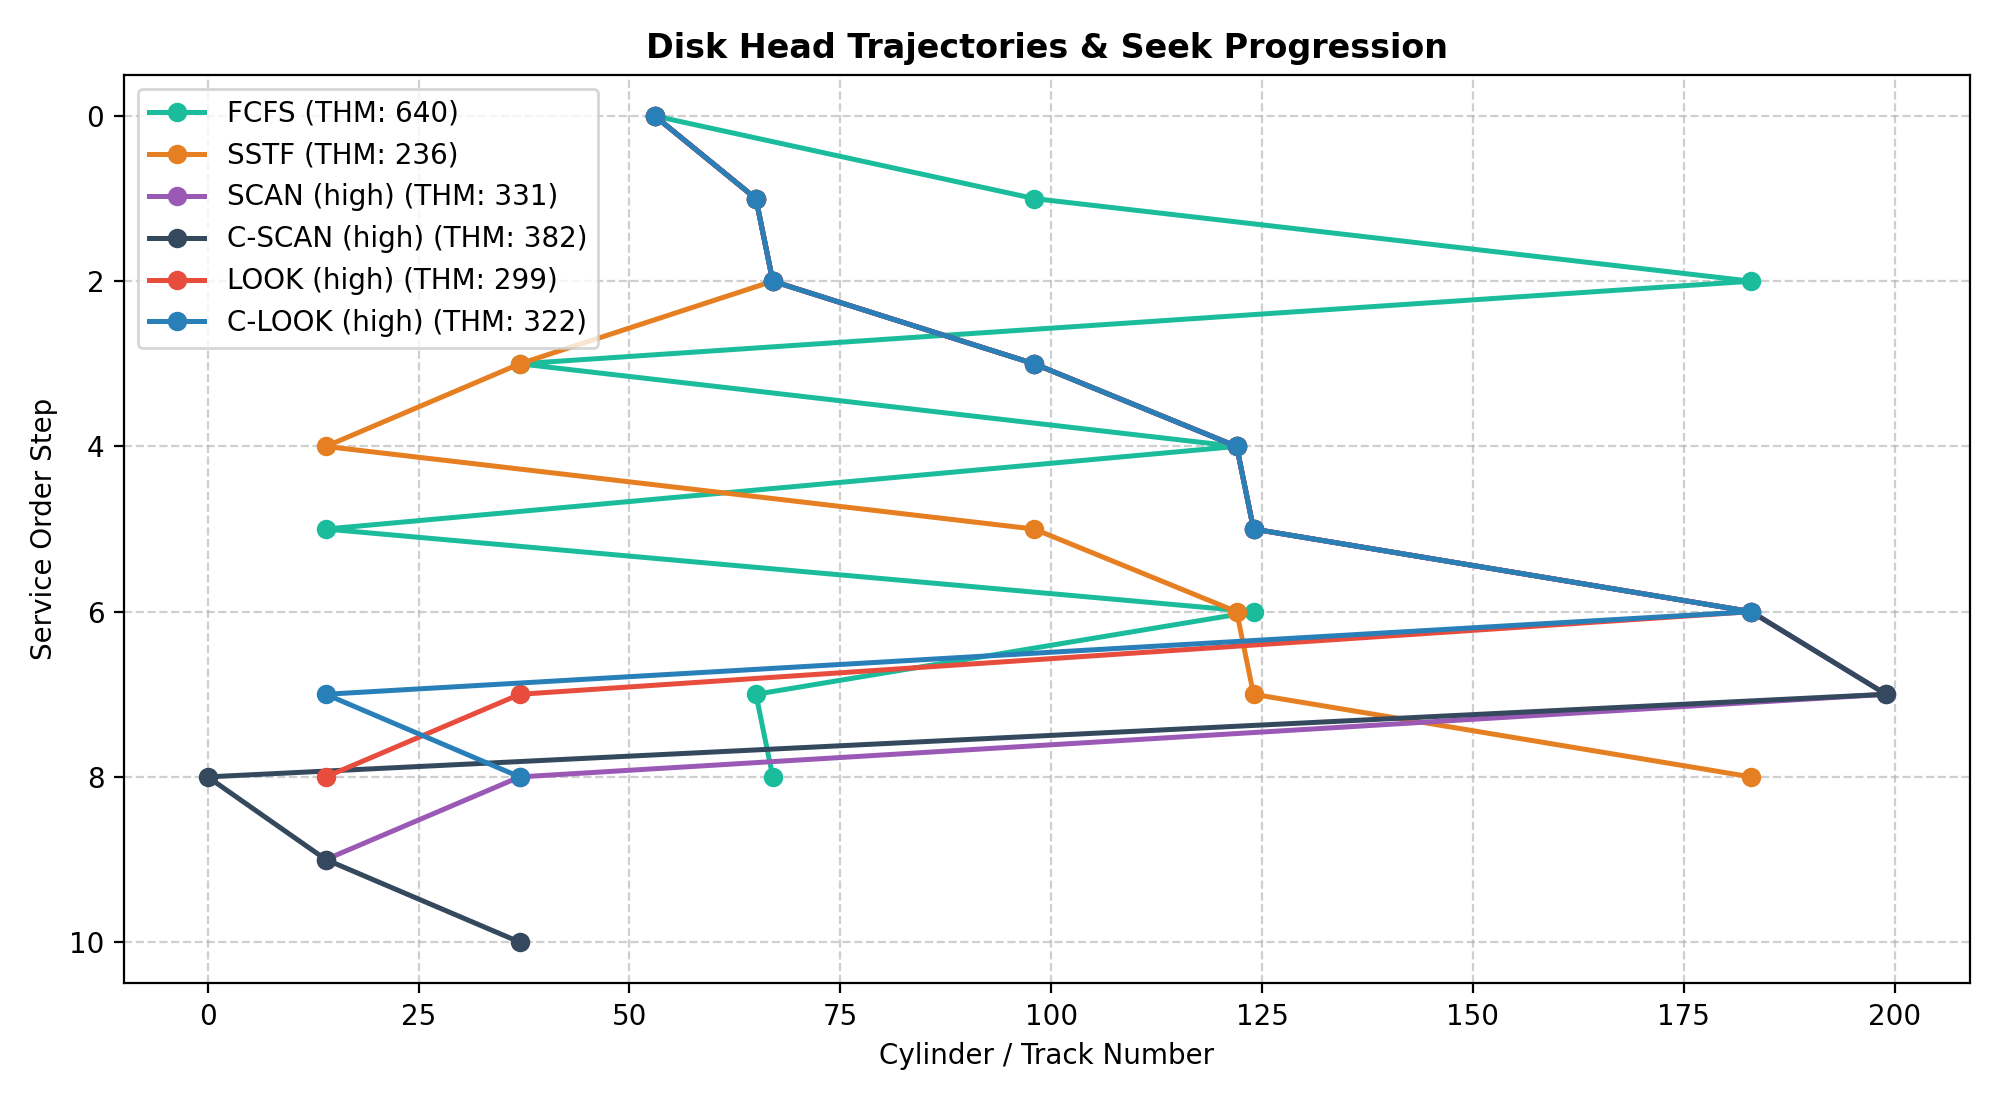 Disk Head Trajectories & Seek Progression
FCFS (THM: 640)
SSTF (THM: 236)
SCAN (high) (THM: 331)
C-SCAN (high) (THM: 382)
LOOK (high) (THM: 299)
C-LOOK (high) (THM: 322)
Service Order Step
0
2
4
6
8
10
0 25 50 75 100 125 150 175 200
Cylinder / Track Number